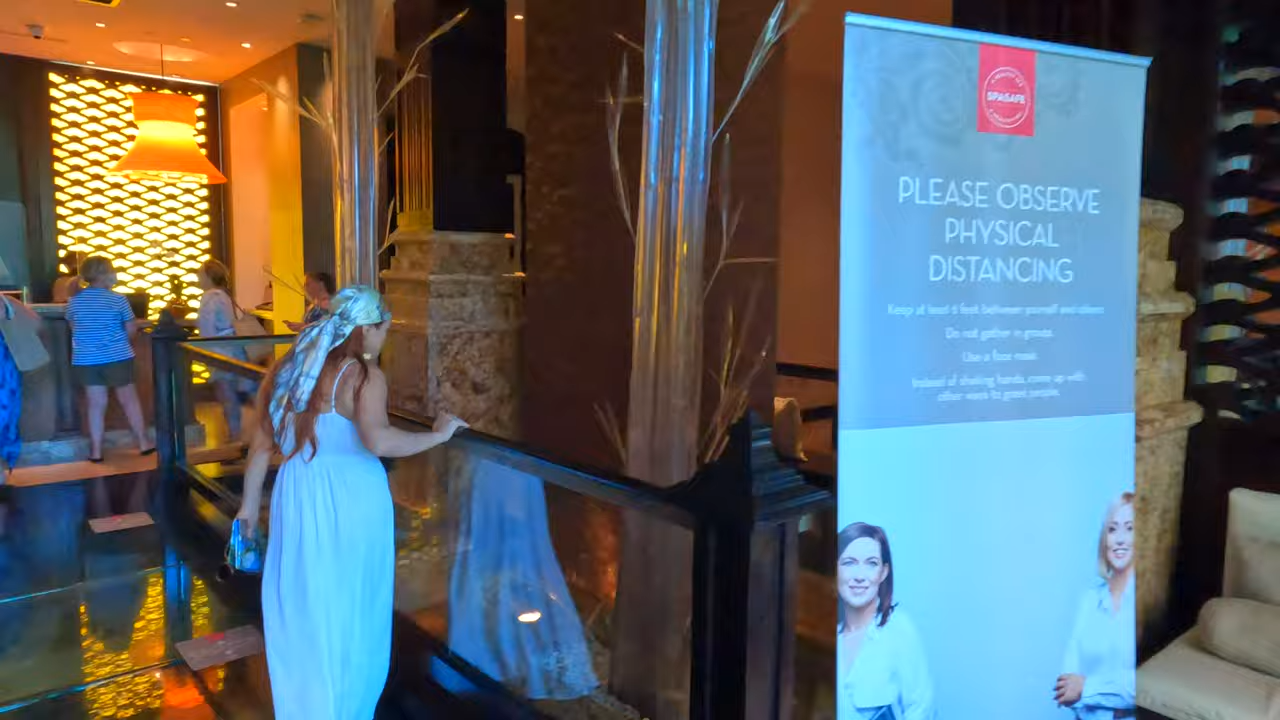 SPASAFE
PLEASE OBSERVE
PHYSICAL
DISTANCING
Keep at least 6 feet between yourself and others
Do not gather in groups
Use a face mask
Instead of shaking hands, come up with
other ways to greet people.